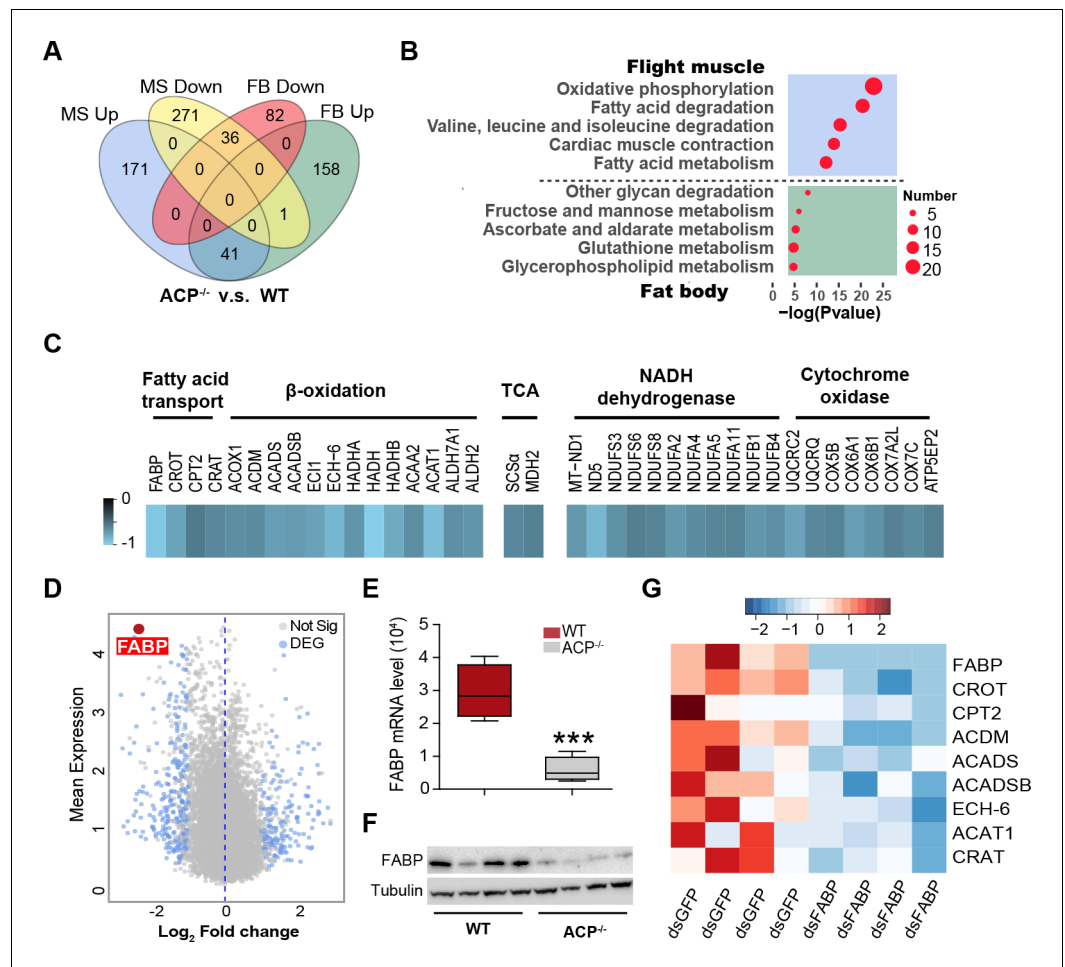 A
MS Up
MS Down
FB Down
FB Up
271
82
171
0
36
0
158
0
0
0
0
0
0
1
41
ACP-/- v.s. WT
B
Flight muscle
Oxidative phosphorylation
Fatty acid degradation
Valine, leucine and isoleucine degradation
Cardiac muscle contraction
Fatty acid metabolism
Other glycan degradation
Fructose and mannose metabolism
Ascorbate and aldarate metabolism
Glutathione metabolism
Glycerophospholipid metabolism
Fat body
Number
5
10
15
20
0 5 10 15 20 25
−log(Pvalue)
C
Fatty acid
transport
β-oxidation
TCA
NADH
dehydrogenase
Cytochrome
oxidase
FABP
CROT
CPT2
CRAT
ACOX1
ACDM
ACADS
ACADSB
ECI1
ECH-6
HADHA
HADH
HADHB
ACAA2
ACAT1
ALDH7A1
ALDH2
SCSα
MDH2
MT-ND1
ND5
NDUFS3
NDUFS6
NDUFS8
NDUFA2
NDUFA4
NDUFA5
NDUFA11
NDUFB1
NDUFB4
UQCRC2
UQCRQ
COX5B
COX6A1
COX6B1
COX7A2L
COX7C
ATP5EP2
0
-1
D
FABP
Not Sig
DEG
Mean Expression
4
3
2
1
0
-2 0 2
Log2 Fold change
E
WT
ACP-/-
FABP mRNA level (10⁴)
5
4
3
2
1
0
***
F
FABP
Tubulin
WT
ACP-/-
G
−2 −1 0 1 2
FABP
CROT
CPT2
ACDM
ACADS
ACADSB
ECH-6
ACAT1
CRAT
dsGFP
dsGFP
dsGFP
dsGFP
dsFABP
dsFABP
dsFABP
dsFABP